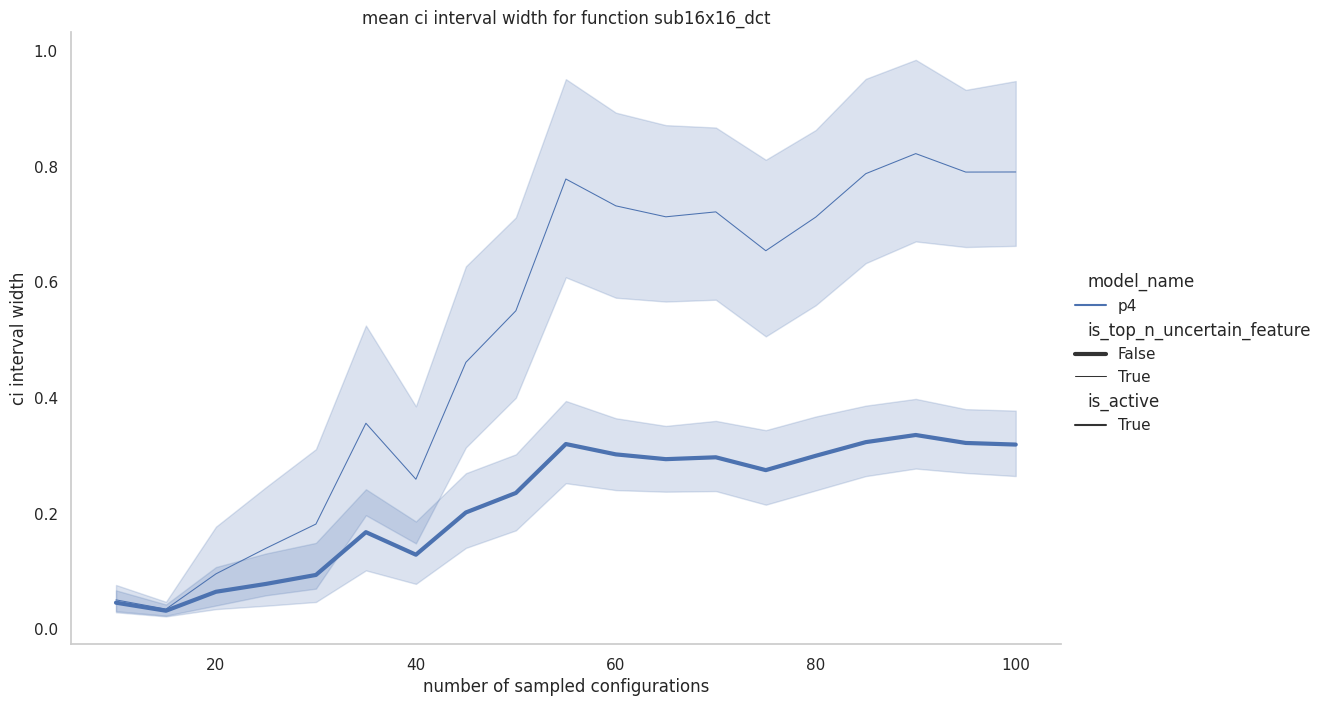 mean ci interval width for function sub16x16_dct
1.0
0.8
0.6
0.4
0.2
0.0
ci interval width
20
40
60
80
100
number of sampled configurations
model_name
p4
is_top_n_uncertain_feature
False
True
is_active
True